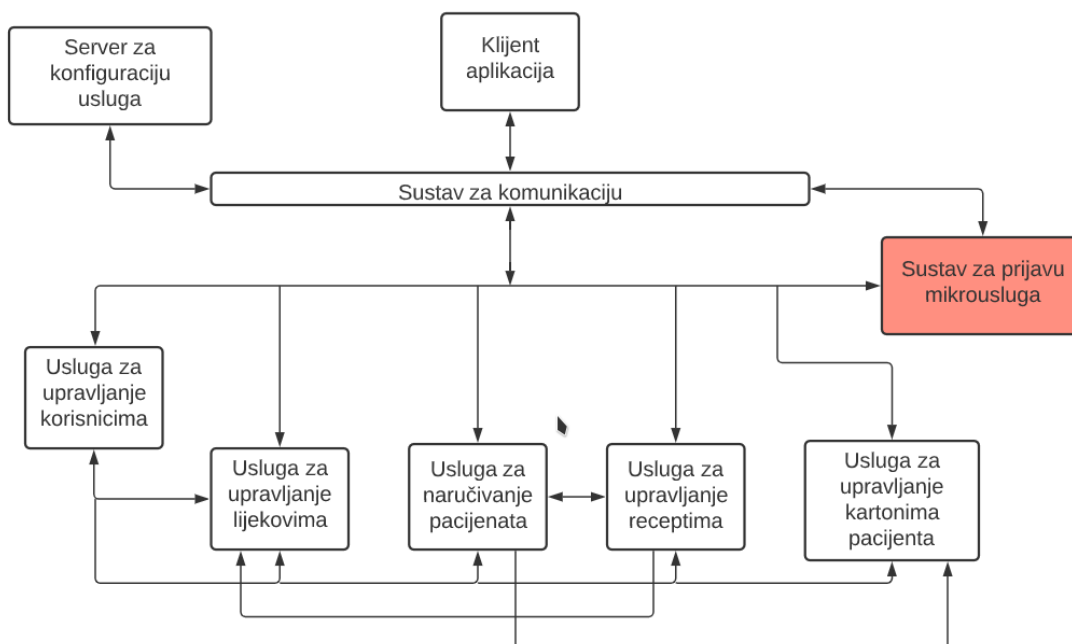 Server za
konfiguraciju
usluga
Klijent
aplikacija
Sustav za komunikaciju
Sustav za prijavu
mikrousluga
Usluga za
upravljanje
korisnicima
Usluga za
upravljanje
lijekovima
Usluga za
naručivanje
pacijenata
Usluga za
upravljanje
receptima
Usluga za
upravljanje
kartonima
pacijenta